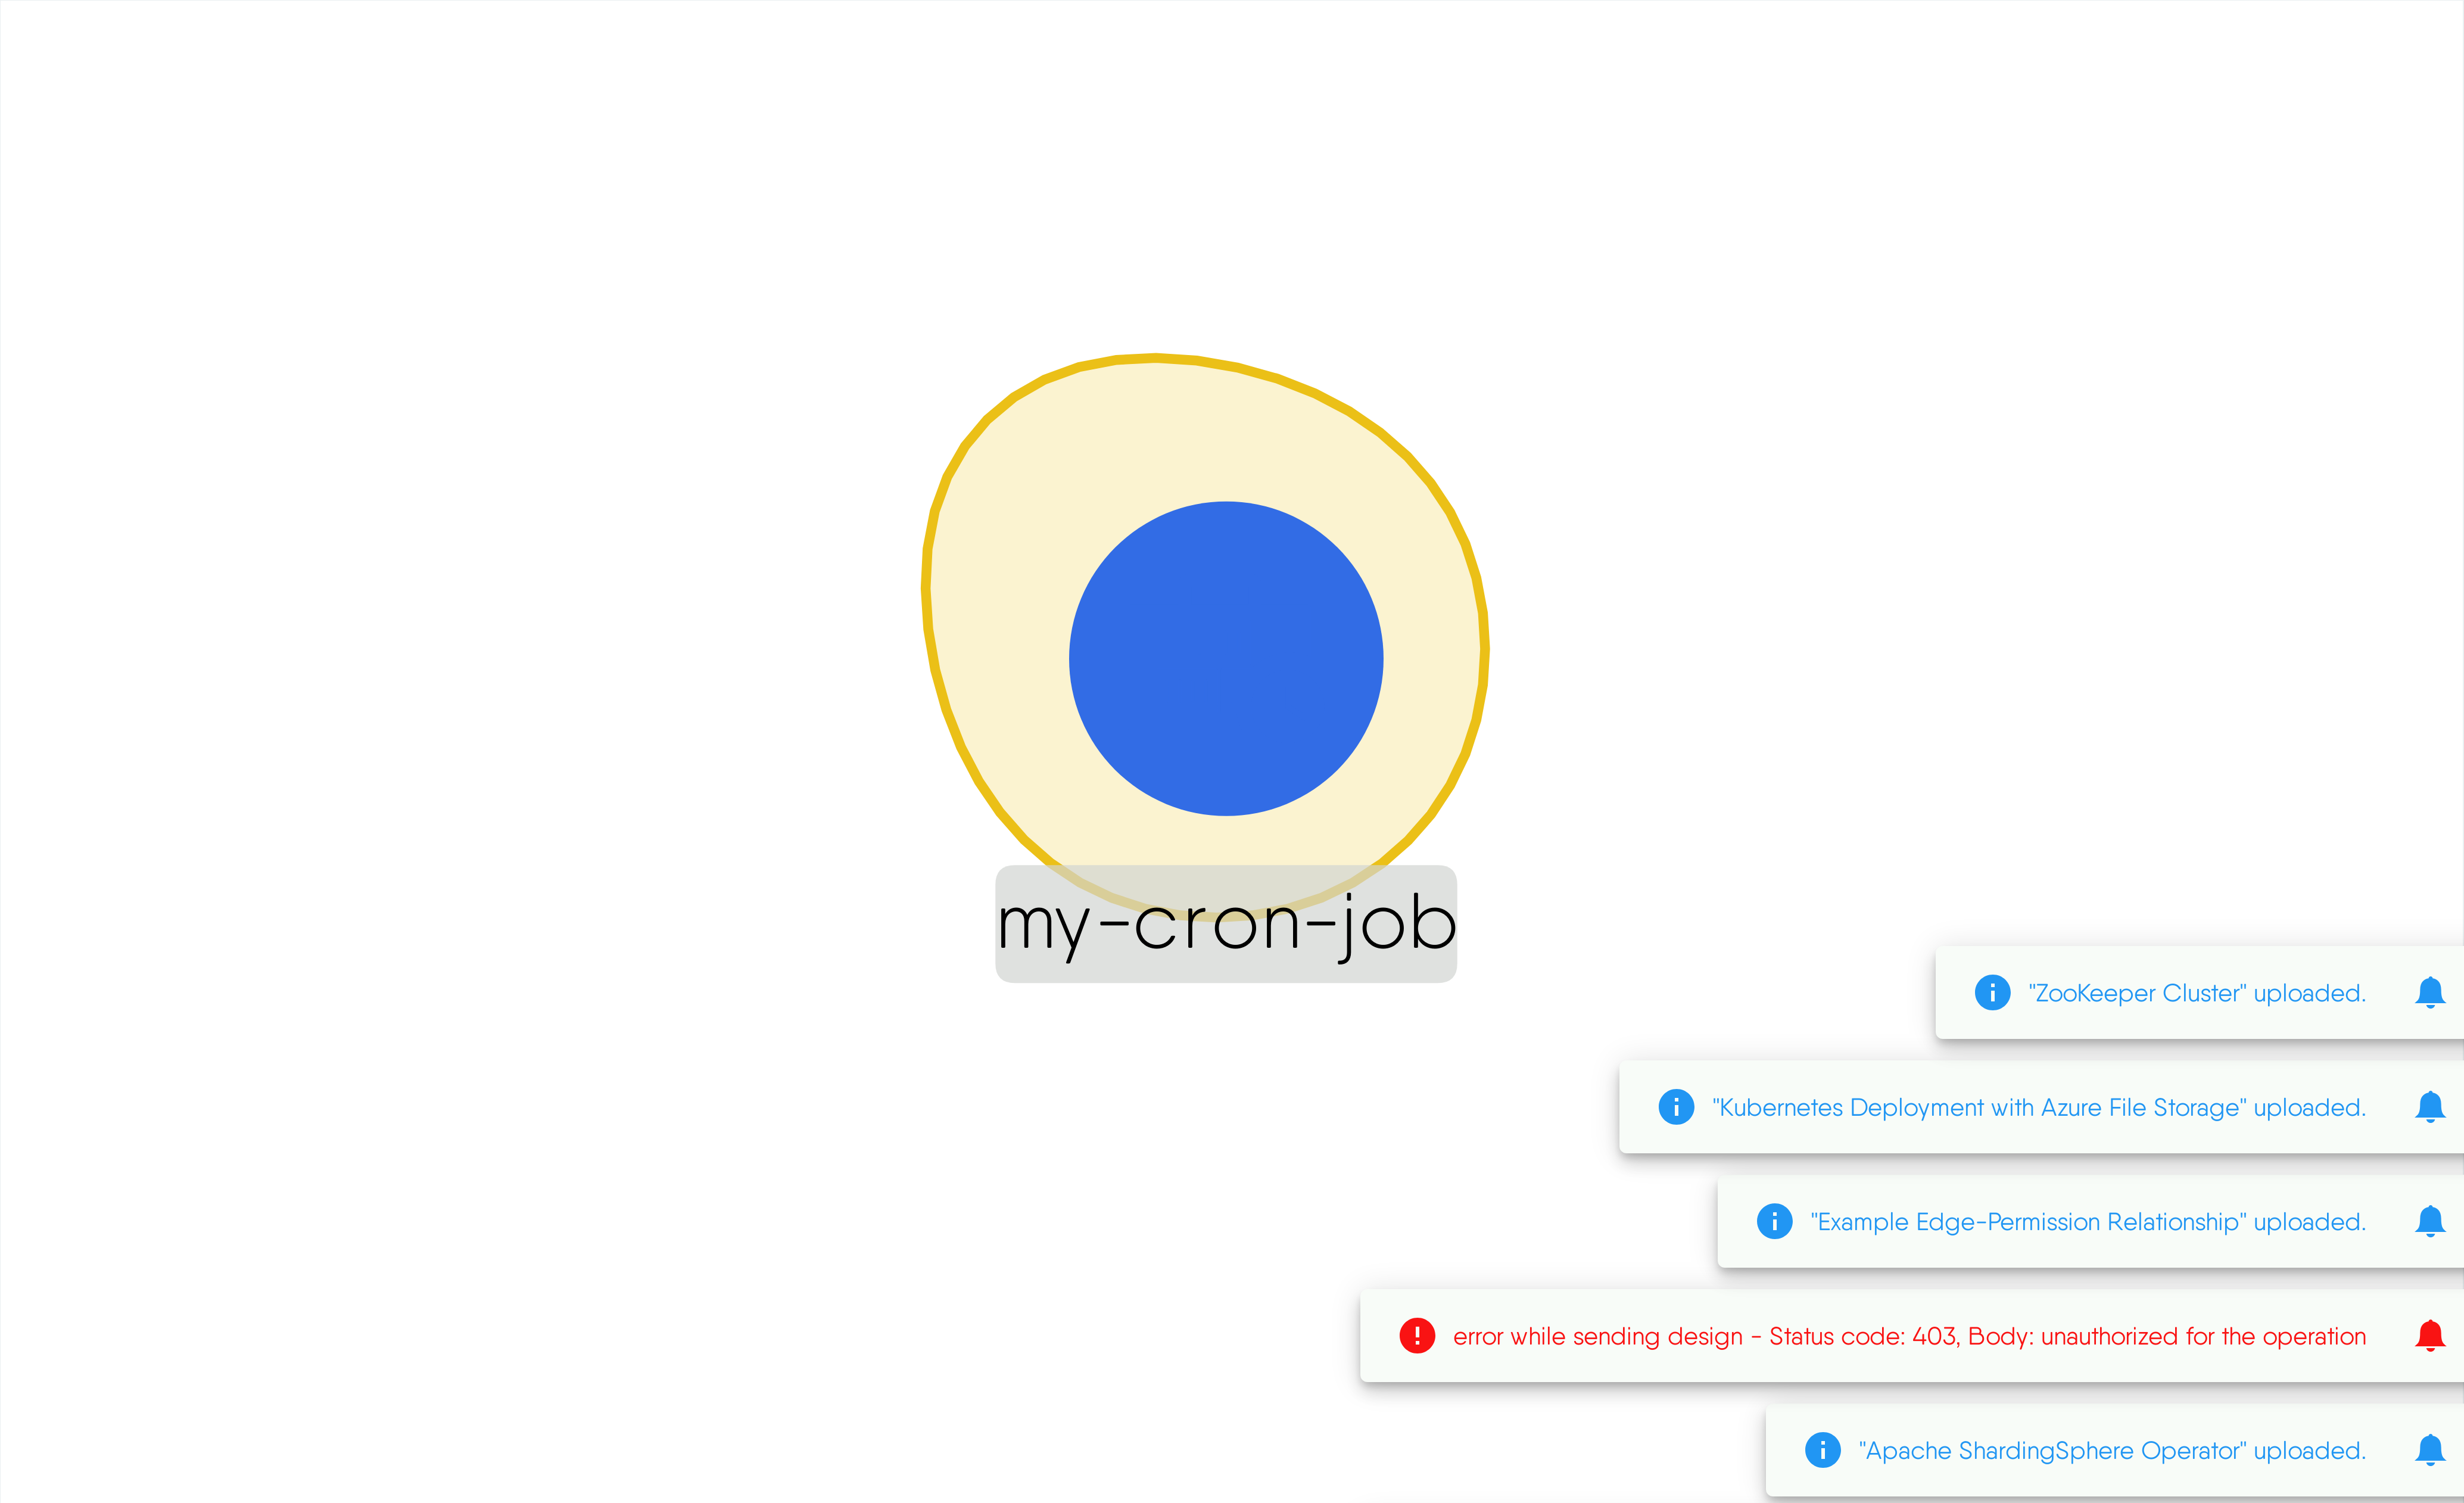 my-cron-job
"ZooKeeper Cluster" uploaded.
"Kubernetes Deployment with Azure File Storage" uploaded.
"Example Edge-Permission Relationship" uploaded.
error while sending design - Status code: 403, Body: unauthorized for the operation
"Apache ShardingSphere Operator" uploaded.